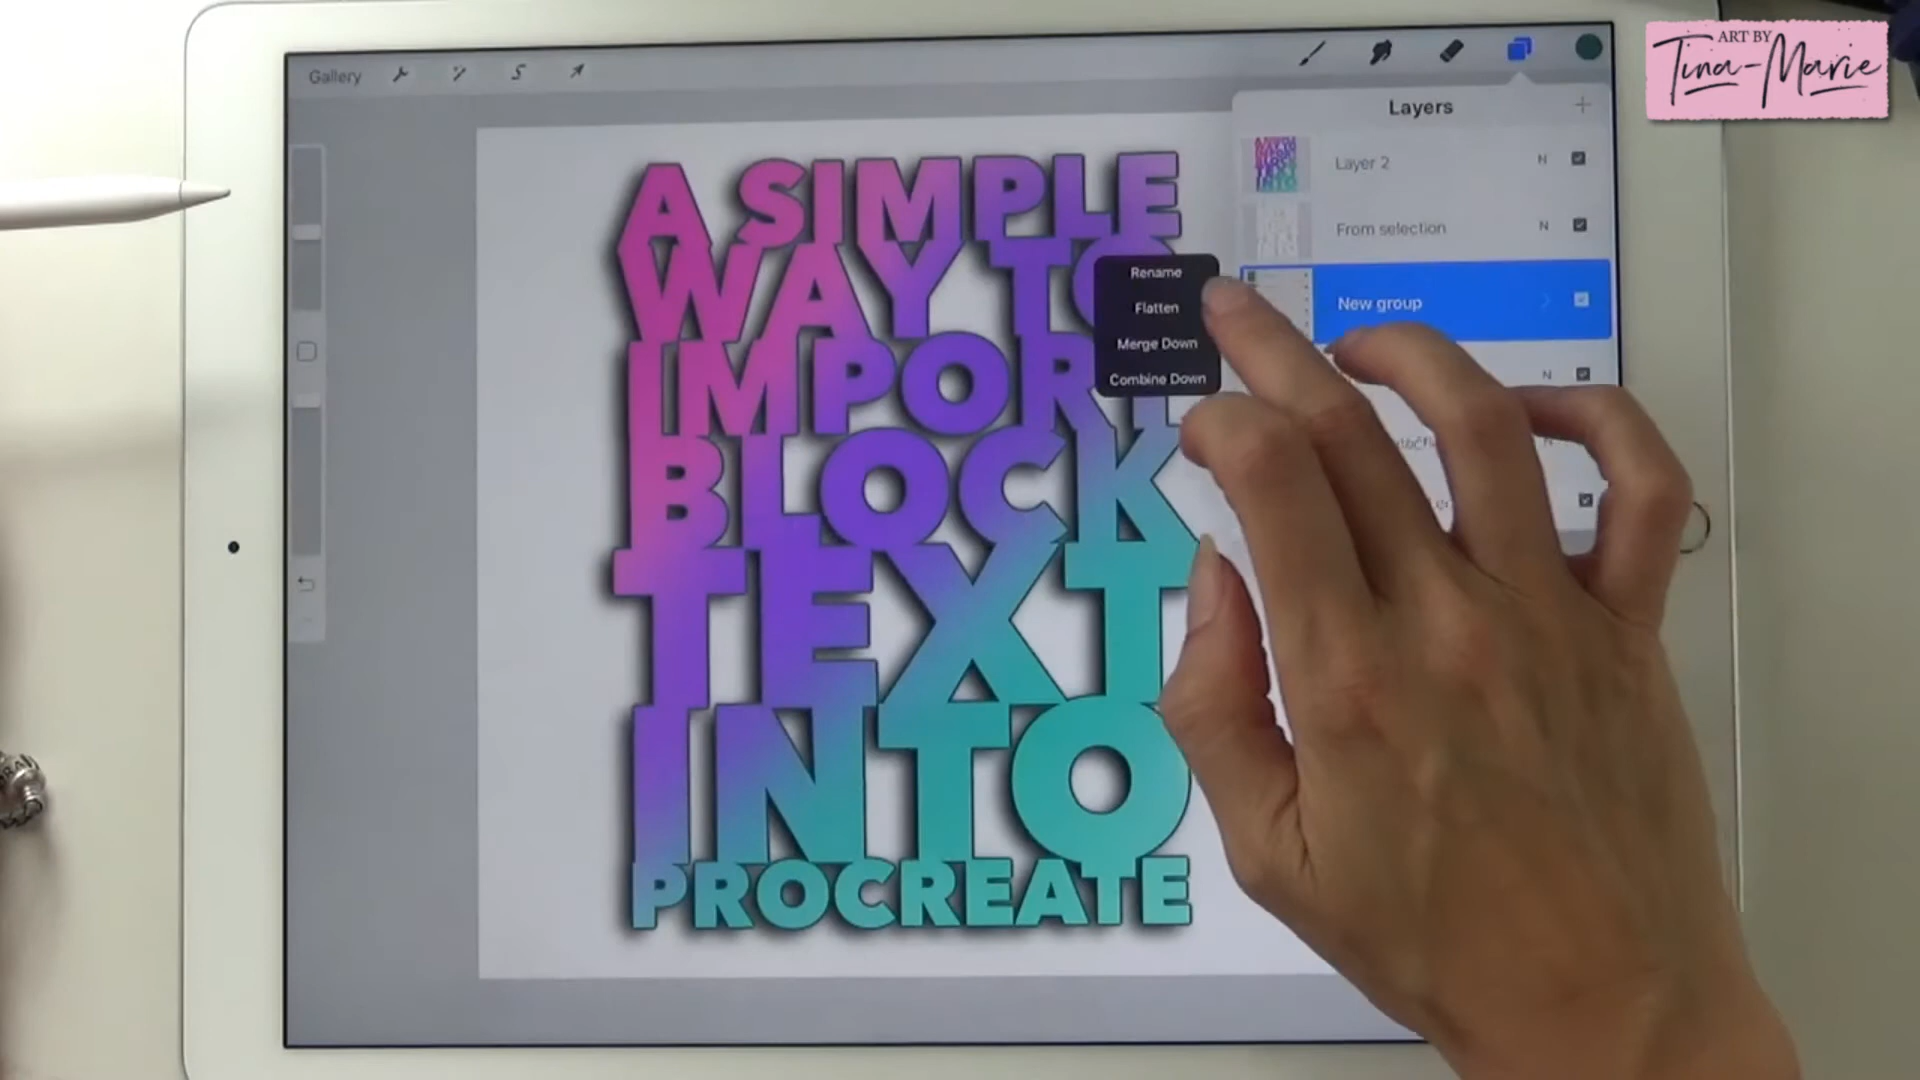 ART BY
Tina-Marie
Gallery
Layers
Layer 2
N
From selection
N
New group
N
Rename
Flatten
Merge Down
Combine Down
A SIMPLE
WAY TO
IMPORT
BLOCK
TEXT
INTO
PROCREATE